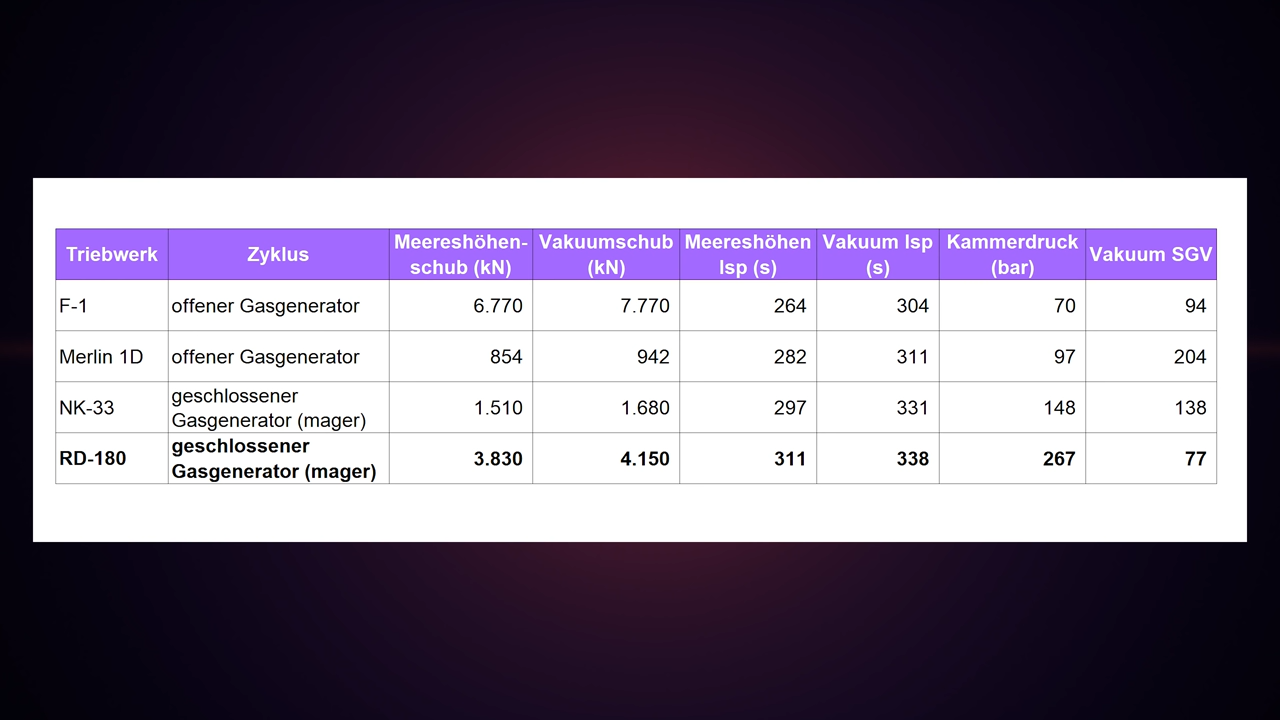 Triebwerk Zyklus Meereshöhen- Vakuumschub Meereshöhen Vakuum Isp Kammerdruck Vakuum SGV
schub (kN) (kN) Isp (s) (s) (bar)
F-1 offener Gasgenerator 6.770 7.770 264 304 70 94
Merlin 1D offener Gasgenerator 854 942 282 311 97 204
NK-33 geschlossener 1.510 1.680 297 331 148 138
Gasgenerator (mager)
RD-180 geschlossener 3.830 4.150 311 338 267 77
Gasgenerator (mager)